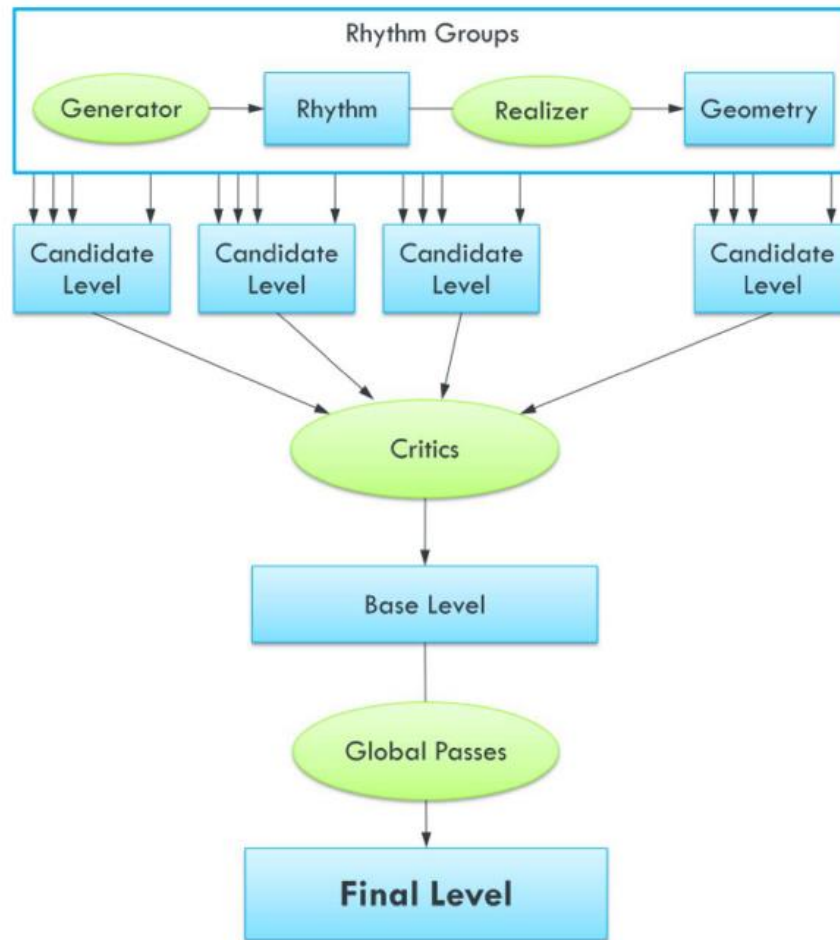 Rhythm Groups
Generator
Rhythm
Realizer
Geometry
Candidate
Level
Candidate
Level
Candidate
Level
Candidate
Level
Critics
Base Level
Global Passes
Final Level